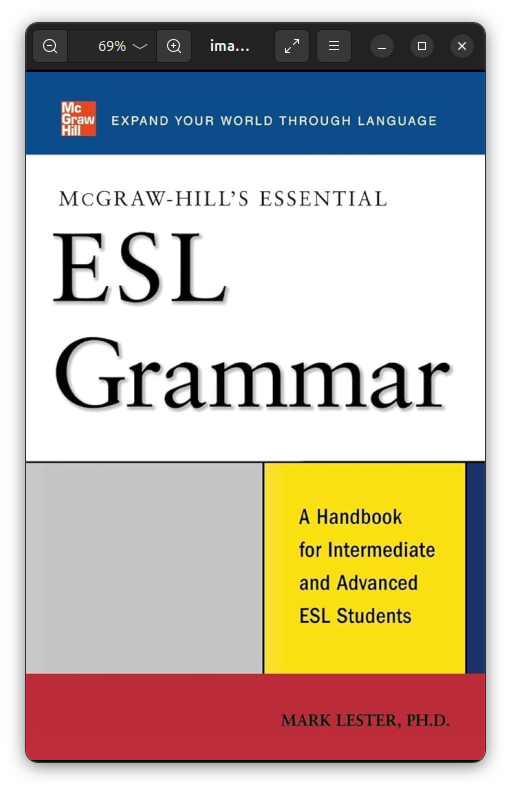 69%
ima...
Mc
Graw
Hill
EXPAND YOUR WORLD THROUGH LANGUAGE
MCGRAW-HILL'S ESSENTIAL
ESL
Grammar
A Handbook
for Intermediate
and Advanced
ESL Students
MARK LESTER, PH.D.